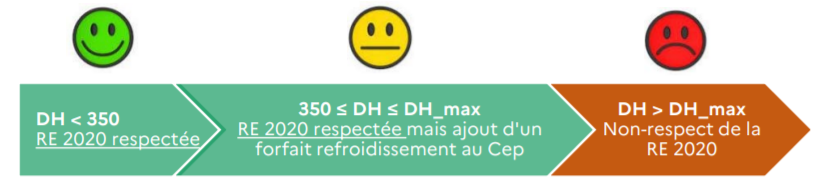 DH < 350
RE 2020 respectée
350 ≤ DH ≤ DH_max
RE 2020 respectée mais ajout d'un
forfait refroidissement au Cep
DH > DH_max
Non-respect de la
RE 2020